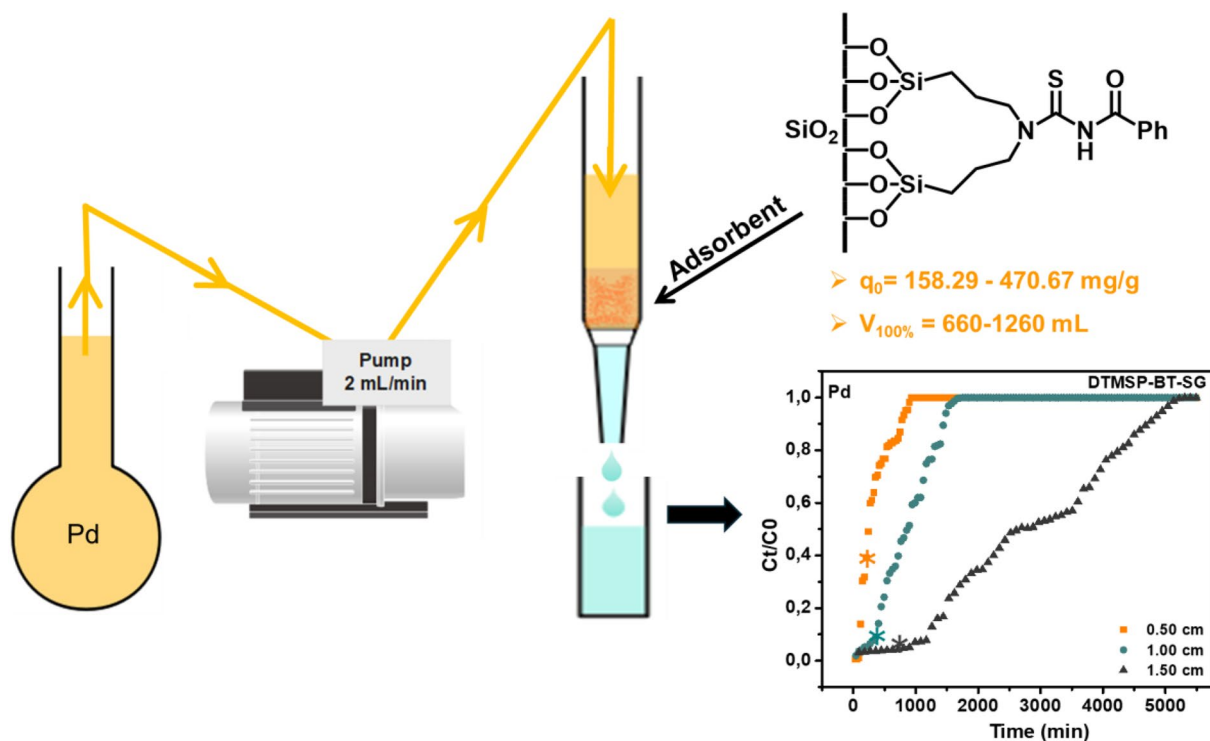 Pd
Pump
2 mL/min
Adsorbent
SiO₂
O
O
O
O
O
O
Si
Si
N
S
N
H
O
Ph
➢ q₀= 158.29 - 470.67 mg/g
➢ V₁₀₀% = 660-1260 mL
Pd
DTMSP-BT-SG
1,0
0,8
0,6
0,4
0,2
0,0
Ct/C0
0.50 cm
1.00 cm
1.50 cm
0 1000 2000 3000 4000 5000
Time (min)